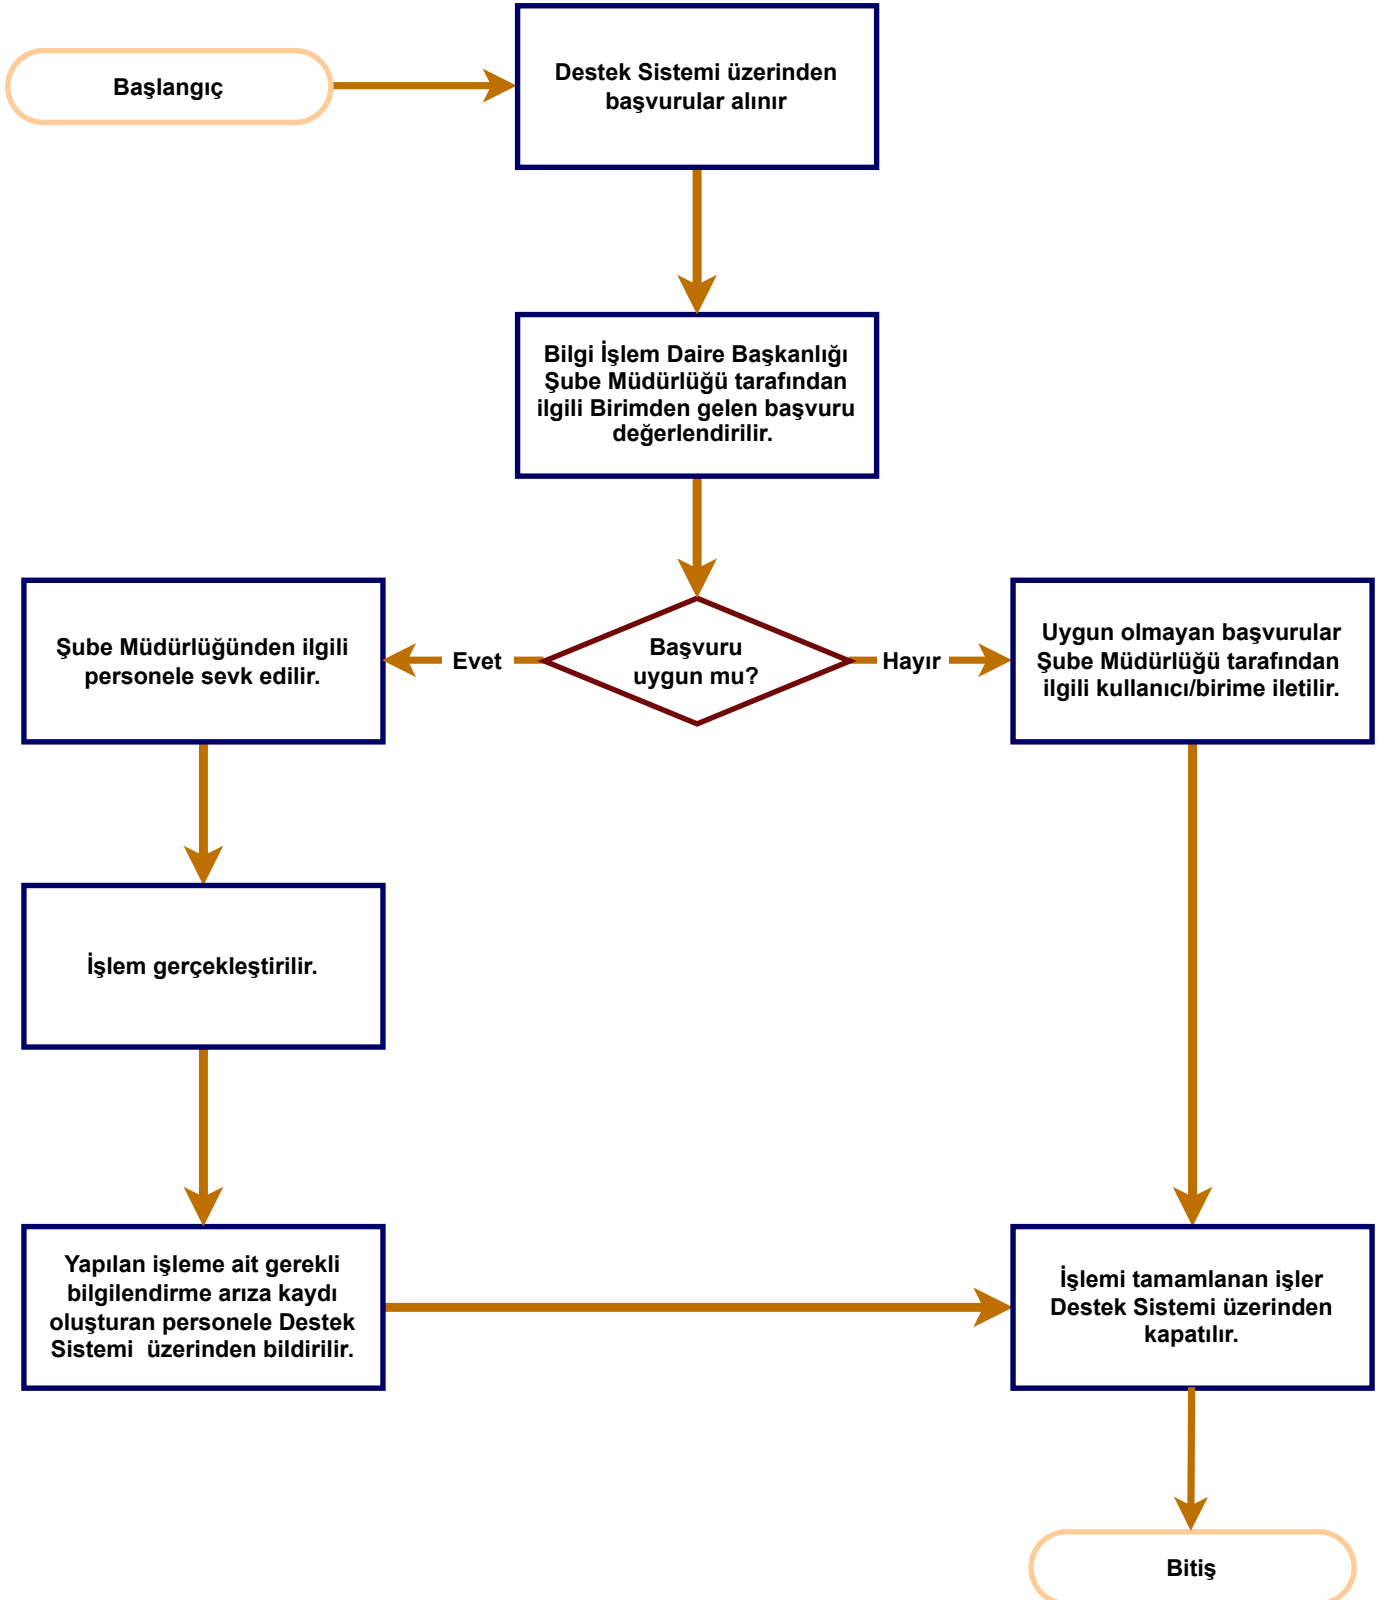 Başlangıç
Destek Sistemi üzerinden
başvurular alınır
Bilgi İşlem Daire Başkanlığı
Şube Müdürlüğü tarafından
ilgili Birimden gelen başvuru
değerlendirilir.
Başvuru
uygun mu?
Evet
Hayır
Şube Müdürlüğünden ilgili
personele sevk edilir.
Uygun olmayan başvurular
Şube Müdürlüğü tarafından
ilgili kullanıcı/birime iletilir.
İşlem gerçekleştirilir.
Yapılan işleme ait gerekli
bilgilendirme arıza kaydı
oluşturan personele Destek
Sistemi  üzerinden bildirilir.
İşlemi tamamlanan işler
Destek Sistemi üzerinden
kapatılır.
Bitiş